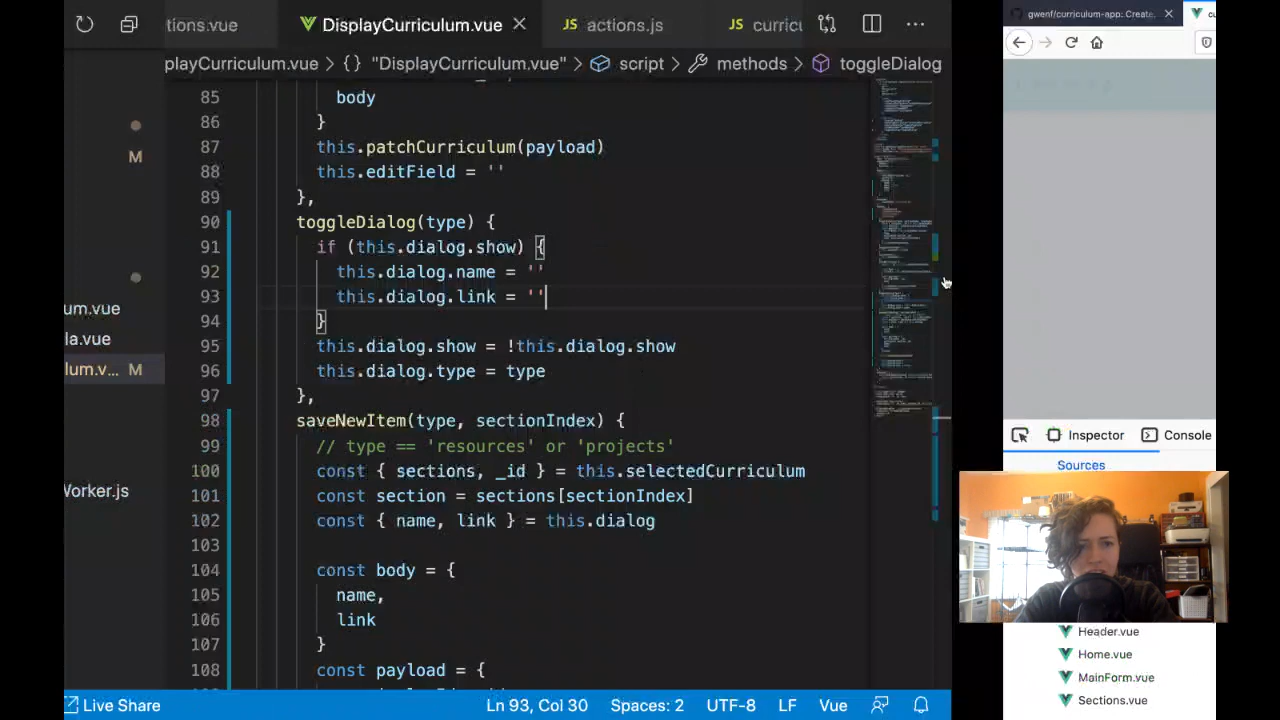 tions.vue
DisplayCurriculum.vue
actions.js
curricu
playCurriculum.vue > {} "DisplayCurriculum.vue" > script > methods > toggleDialog
85 body
86 }
87 this.patchCurriculum(payload)
88 this.editField = ''
89 },
90 toggleDialog(type) {
91 if (this.dialog.show) {
92 this.dialog.name = ''
93 this.dialog.link = ''
94 }
95 this.dialog.show = !this.dialog.show
96 this.dialog.type = type
97 },
98 saveNewItem(type, sectionIndex) {
99 // type == 'resources' or 'projects'
100 const { sections, _id } = this.selectedCurriculum
101 const section = sections[sectionIndex]
102 const { name, link } = this.dialog
103
104 const body = {
105 name,
106 link
107 }
108 const payload = {
M
um.vue
la.vue
um.v... M
Worker.js
Live Share
Ln 93, Col 30
Spaces: 2
UTF-8
LF
Vue
gwenf/curriculum-app: Create.
cu
Inspector
Console
Sources
Header.vue
Home.vue
MainForm.vue
Sections.vue